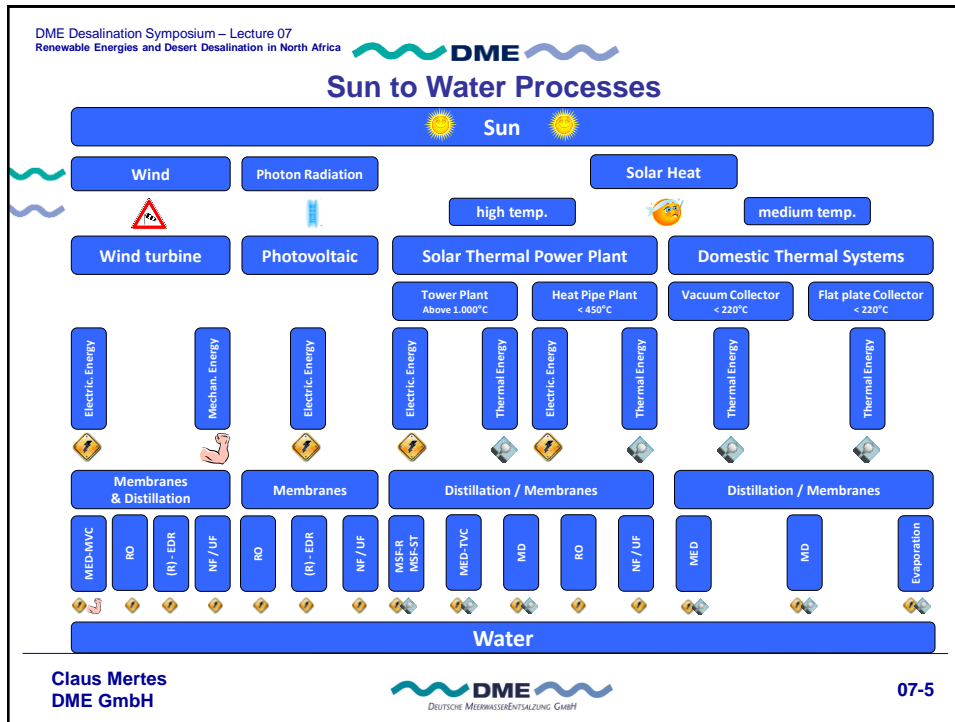 DME Desalination Symposium – Lecture 07
Renewable Energies and Desert Desalination in North Africa
DME
Sun to Water Processes
Sun
Wind
Photon Radiation
Solar Heat
high temp.
medium temp.
Wind turbine
Photovoltaic
Solar Thermal Power Plant
Domestic Thermal Systems
Tower Plant
Above 1.000°C
Heat Pipe Plant
< 450°C
Vacuum Collector
< 220°C
Flat plate Collector
< 220°C
Electric. Energy
Mechan. Energy
Electric. Energy
Electric. Energy
Thermal Energy
Electric. Energy
Thermal Energy
Thermal Energy
Thermal Energy
Membranes
& Distillation
Membranes
Distillation / Membranes
Distillation / Membranes
MED-MVC
RO
(R) - EDR
NF / UF
RO
(R) - EDR
NF / UF
MSF-R
MSF-ST
MED-TVC
MD
RO
NF / UF
MED
MD
Evaporation
Water
Claus Mertes
DME GmbH
DME
DEUTSCHE MEERWASSERENTSALZUNG GMBH
07-5